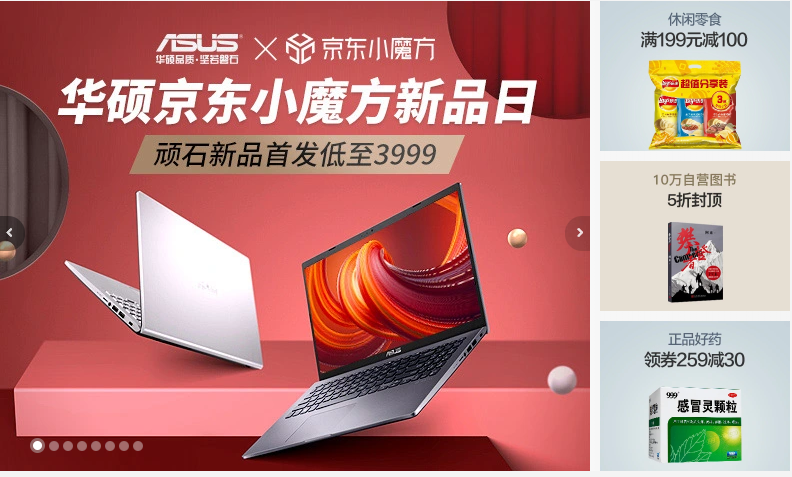 ASUS
华硕品质·坚若磐石
京东小魔方
华硕京东小魔方新品日
顽石新品首发低至3999
ASUS
休闲零食
满199元减100
超值分享装
10万自营图书
5折封顶
攀登者
正品好药
领券259减30
999
感冒灵颗粒